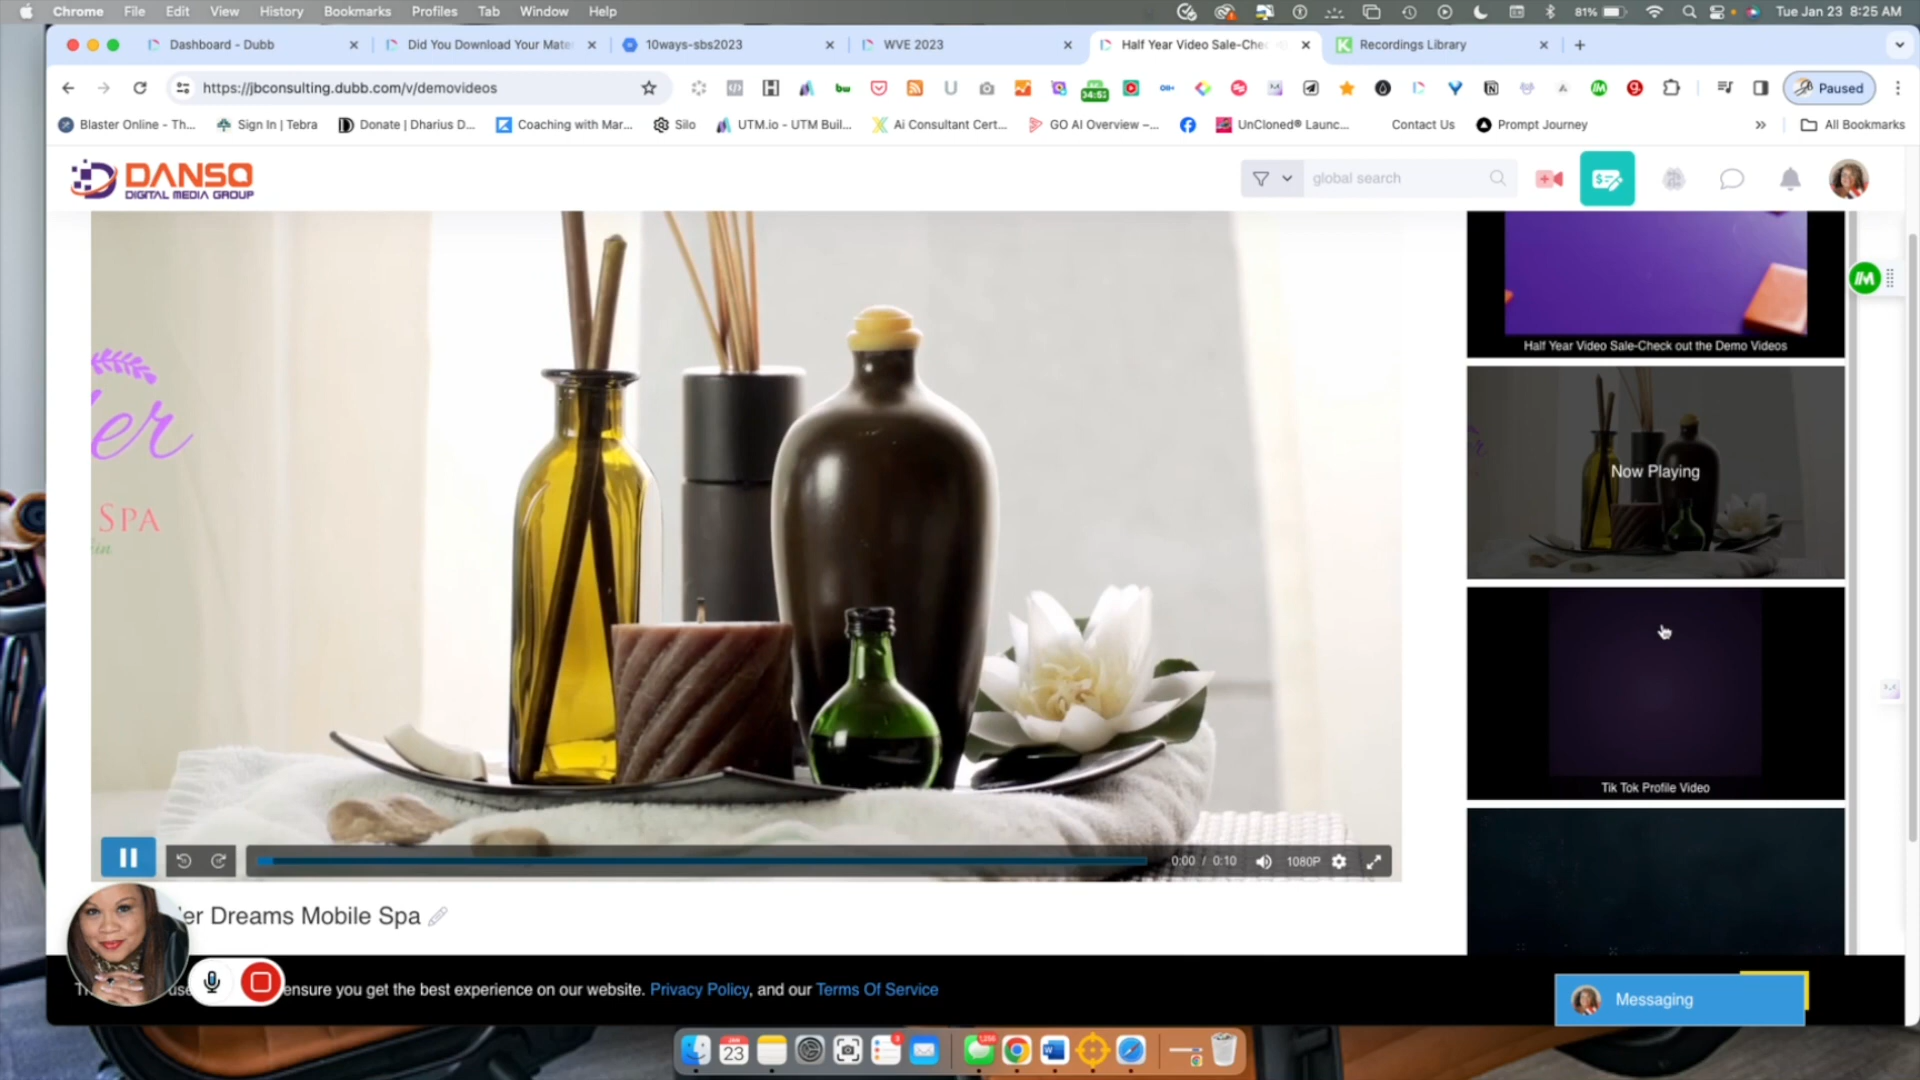 Chrome File Edit View History Bookmarks Profiles Tab Window Help
81% Tue Jan 23 8:25 AM
Dashboard - Dubb
Did You Download Your Mate
10ways-sbs2023
WVE 2023
Half Year Video Sale-Chec
Recordings Library
https://jbconsulting.dubb.com/v/demovideos
Paused
Blaster Online - Th...
Sign In | Tebra
Donate | Dharius D...
Coaching with Mar...
Silo
UTM.io - UTM Buil...
Ai Consultant Cert...
GO AI Overview –...
UnCloned® Launc...
Contact Us
Prompt Journey
All Bookmarks
DANSO
DIGITAL MEDIA GROUP
global search
er
SPA
in
Half Year Video Sale-Check out the Demo Videos
Now Playing
Tik Tok Profile Video
0:00 / 0:10
1080P
er Dreams Mobile Spa
ensure you get the best experience on our website. Privacy Policy, and our Terms Of Service
Messaging
JAN
23